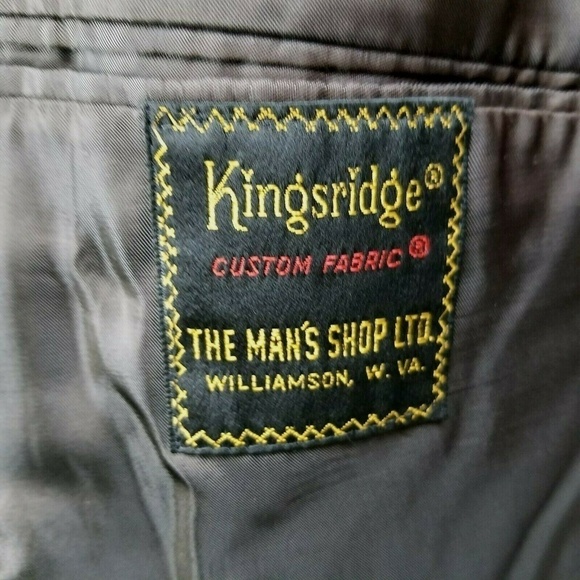 Kingsridge®
CUSTOM FABRIC ®
THE MAN'S SHOP LTD.
WILLIAMSON, W. VA.